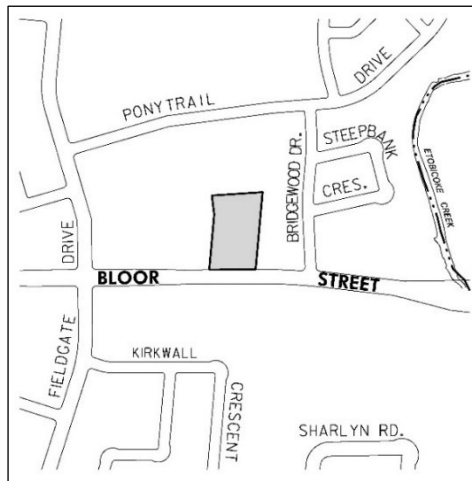 PONYTRAIL
DRIVE
BRIDGEWOOD DR.
STEEPBANK
CRES.
ETOBICOKE CREEK
DRIVE
BLOOR
STREET
FIELDGATE
KIRKWALL
CRESCENT
SHARLYN RD.